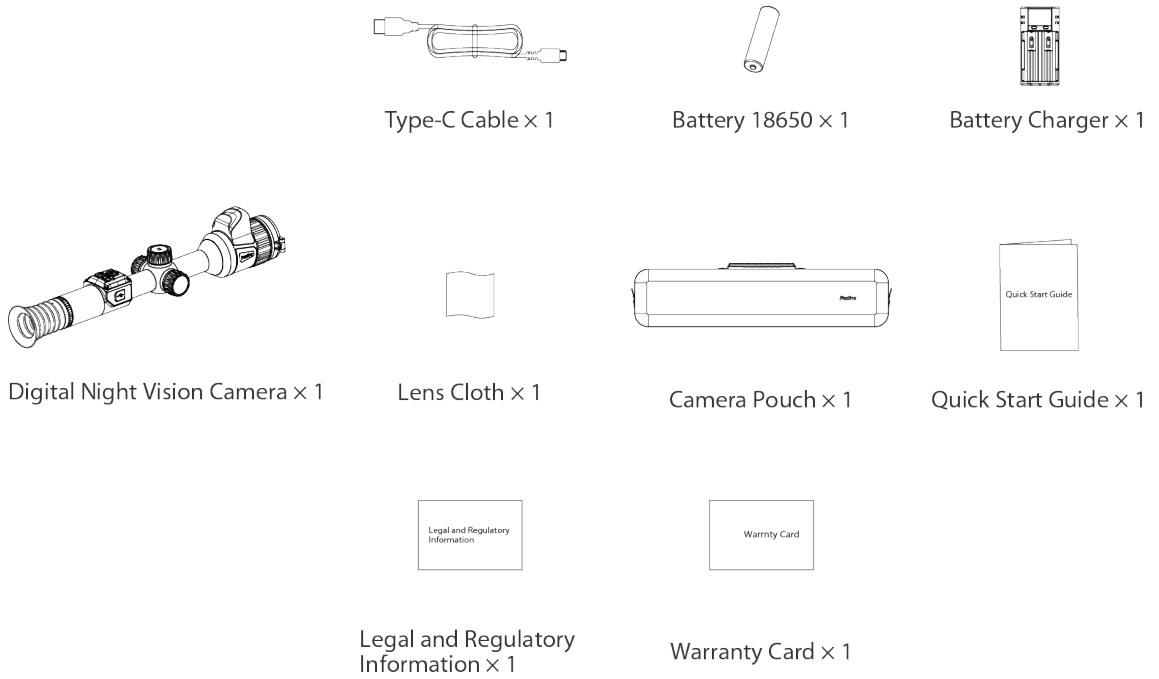 Type-C Cable × 1
Battery 18650 × 1
Battery Charger × 1
Digital Night Vision Camera × 1
Lens Cloth × 1
Camera Pouch × 1
Quick Start Guide
Quick Start Guide × 1
Legal and Regulatory
Information
Warrnty Card
Legal and Regulatory
Information × 1
Warranty Card × 1